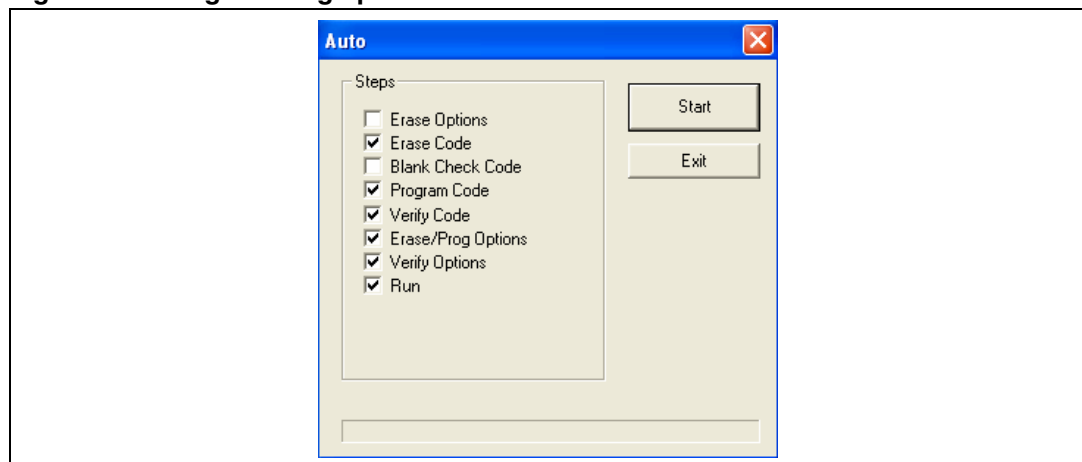 Auto
Steps
Erase Options
Erase Code
Blank Check Code
Program Code
Verify Code
Erase/Prog Options
Verify Options
Run
Start
Exit